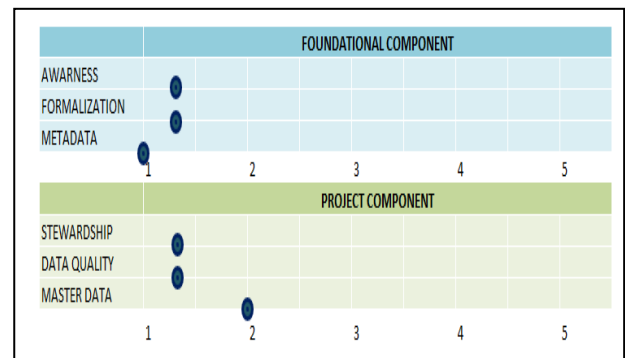 FOUNDATIONAL COMPONENT
AWARNESS
FORMALIZATION
METADATA
1 2 3 4 5
PROJECT COMPONENT
STEWARDSHIP
DATA QUALITY
MASTER DATA
1 2 3 4 5